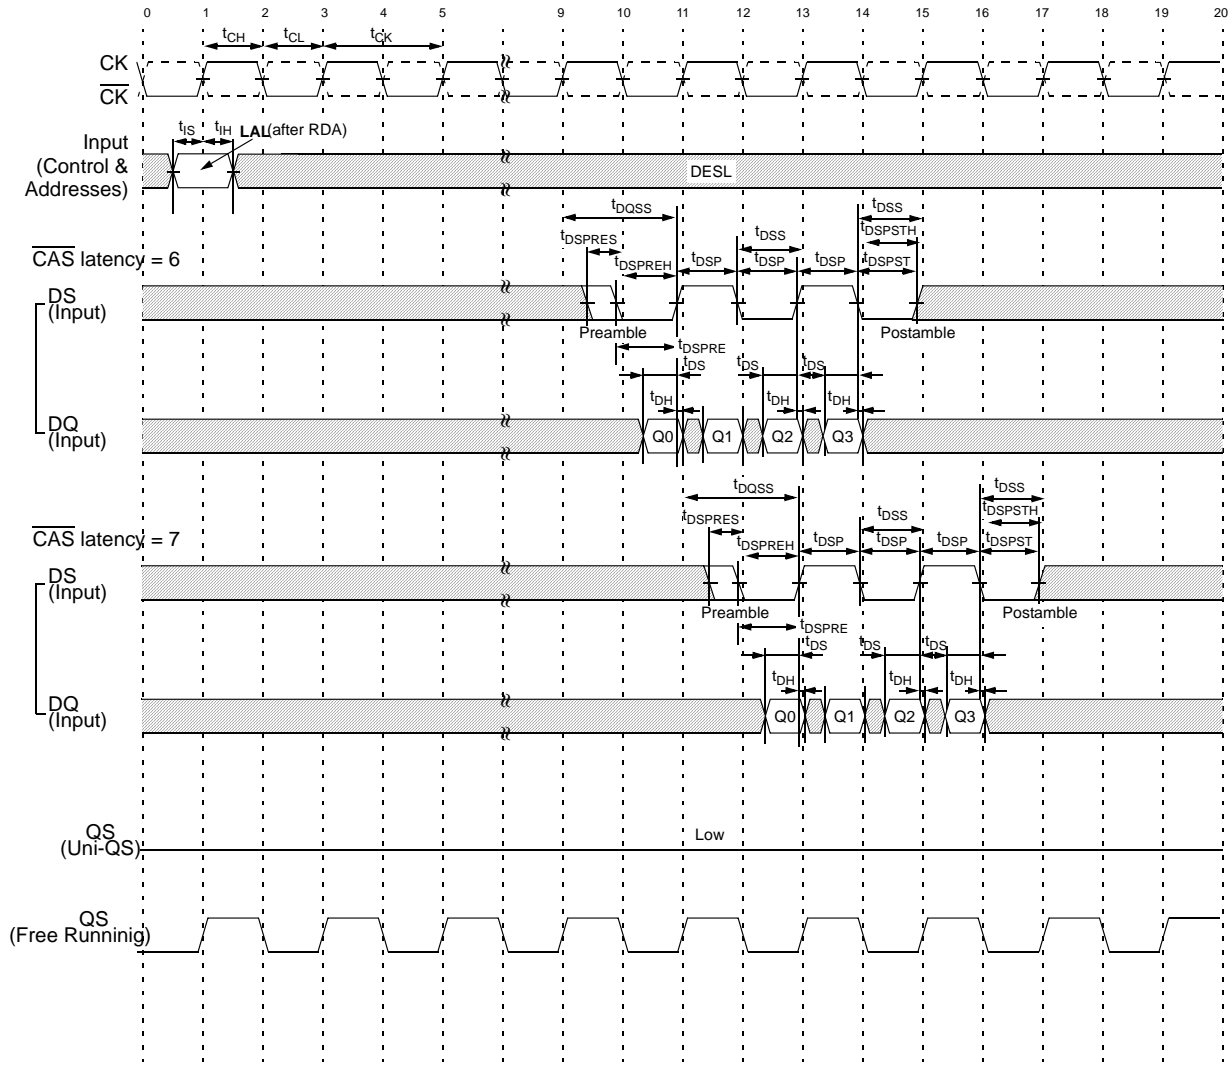 0 1 2 3 4 5 9 10 11 12 13 14 15 16 17 18 19 20
tCH tCL tCK
CK
CK
tIS tIH LAL(after RDA)
Input
(Control &
Addresses)
DESL
tDQSS tDSS
tDSPRES tDSS tDSPSTH
CAS latency = 6
tDSPREH tDSP tDSP tDSP tDSPST
DS
(Input)
Preamble Postamble
tDSPRE
tDS tDS tDS
tDH tDH tDH
DQ
(Input)
Q0 Q1 Q2 Q3
tDQSS tDSS
tDSPRES tDSS tDSPSTH
CAS latency = 7
tDSPREH tDSP tDSP tDSP tDSPST
DS
(Input)
Preamble Postamble
tDSPRE
tDS tDS tDS
tDH tDH tDH
DQ
(Input)
Q0 Q1 Q2 Q3
QS
(Uni-QS)
Low
QS
(Free Runninig)